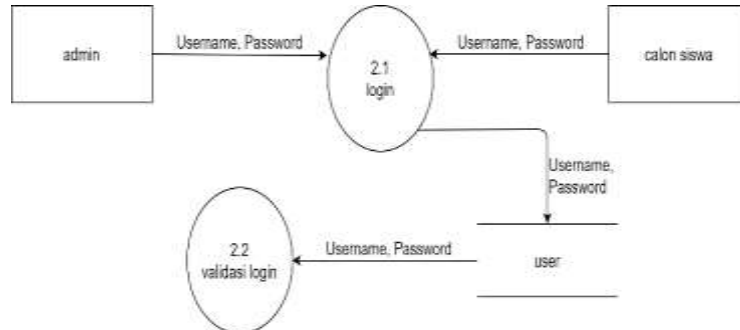 Username, Password
Username, Password
admin
calon siswa
2.1
login
Username,
Password
2.2
validasi login
Username, Password
user